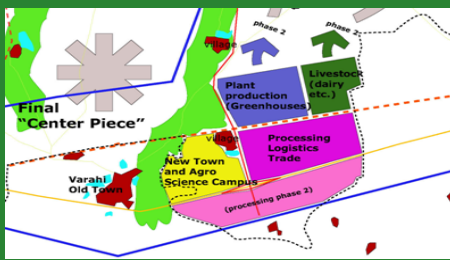 phase 2
phase 2
village
Plant
production
(Greenhouses)
Livestock
(dairy
etc.)
Final
"Center Piece"
village
Processing
Logistics
Trade
New Town
and Agro
Science Campus
Varahi
Old Town
(processing phase 2)